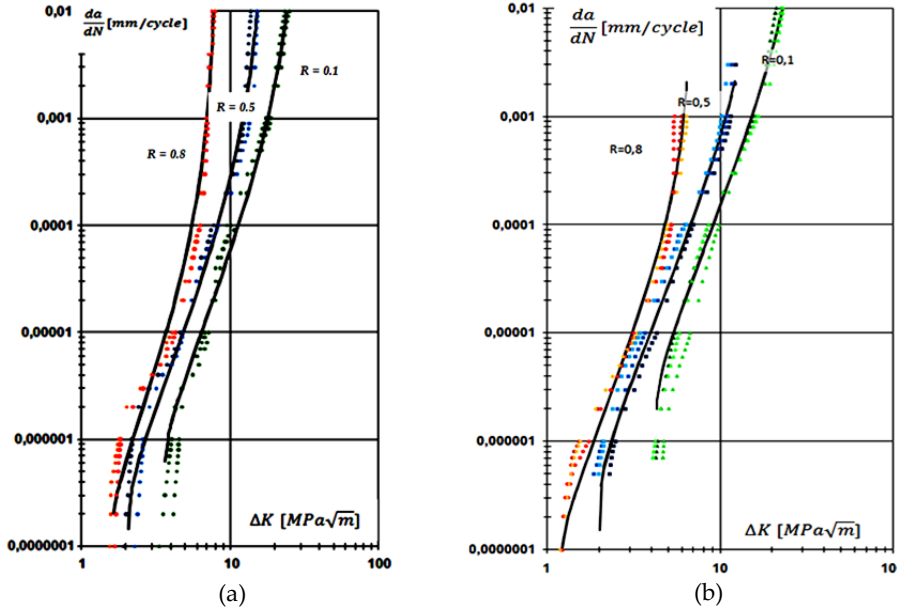 0,01
da/dN [mm/cycle]
0,001
0,0001
0,00001
0,000001
0,0000001
R = 0.1
R = 0.5
R = 0.8
ΔK [MPa√m]
1
10
100
(a)
0,01
da/dN [mm/cycle]
0,001
0,0001
0,00001
0,000001
0,0000001
R=0,1
R=0,5
R=0,8
ΔK [MPa√m]
1
10
10
(b)